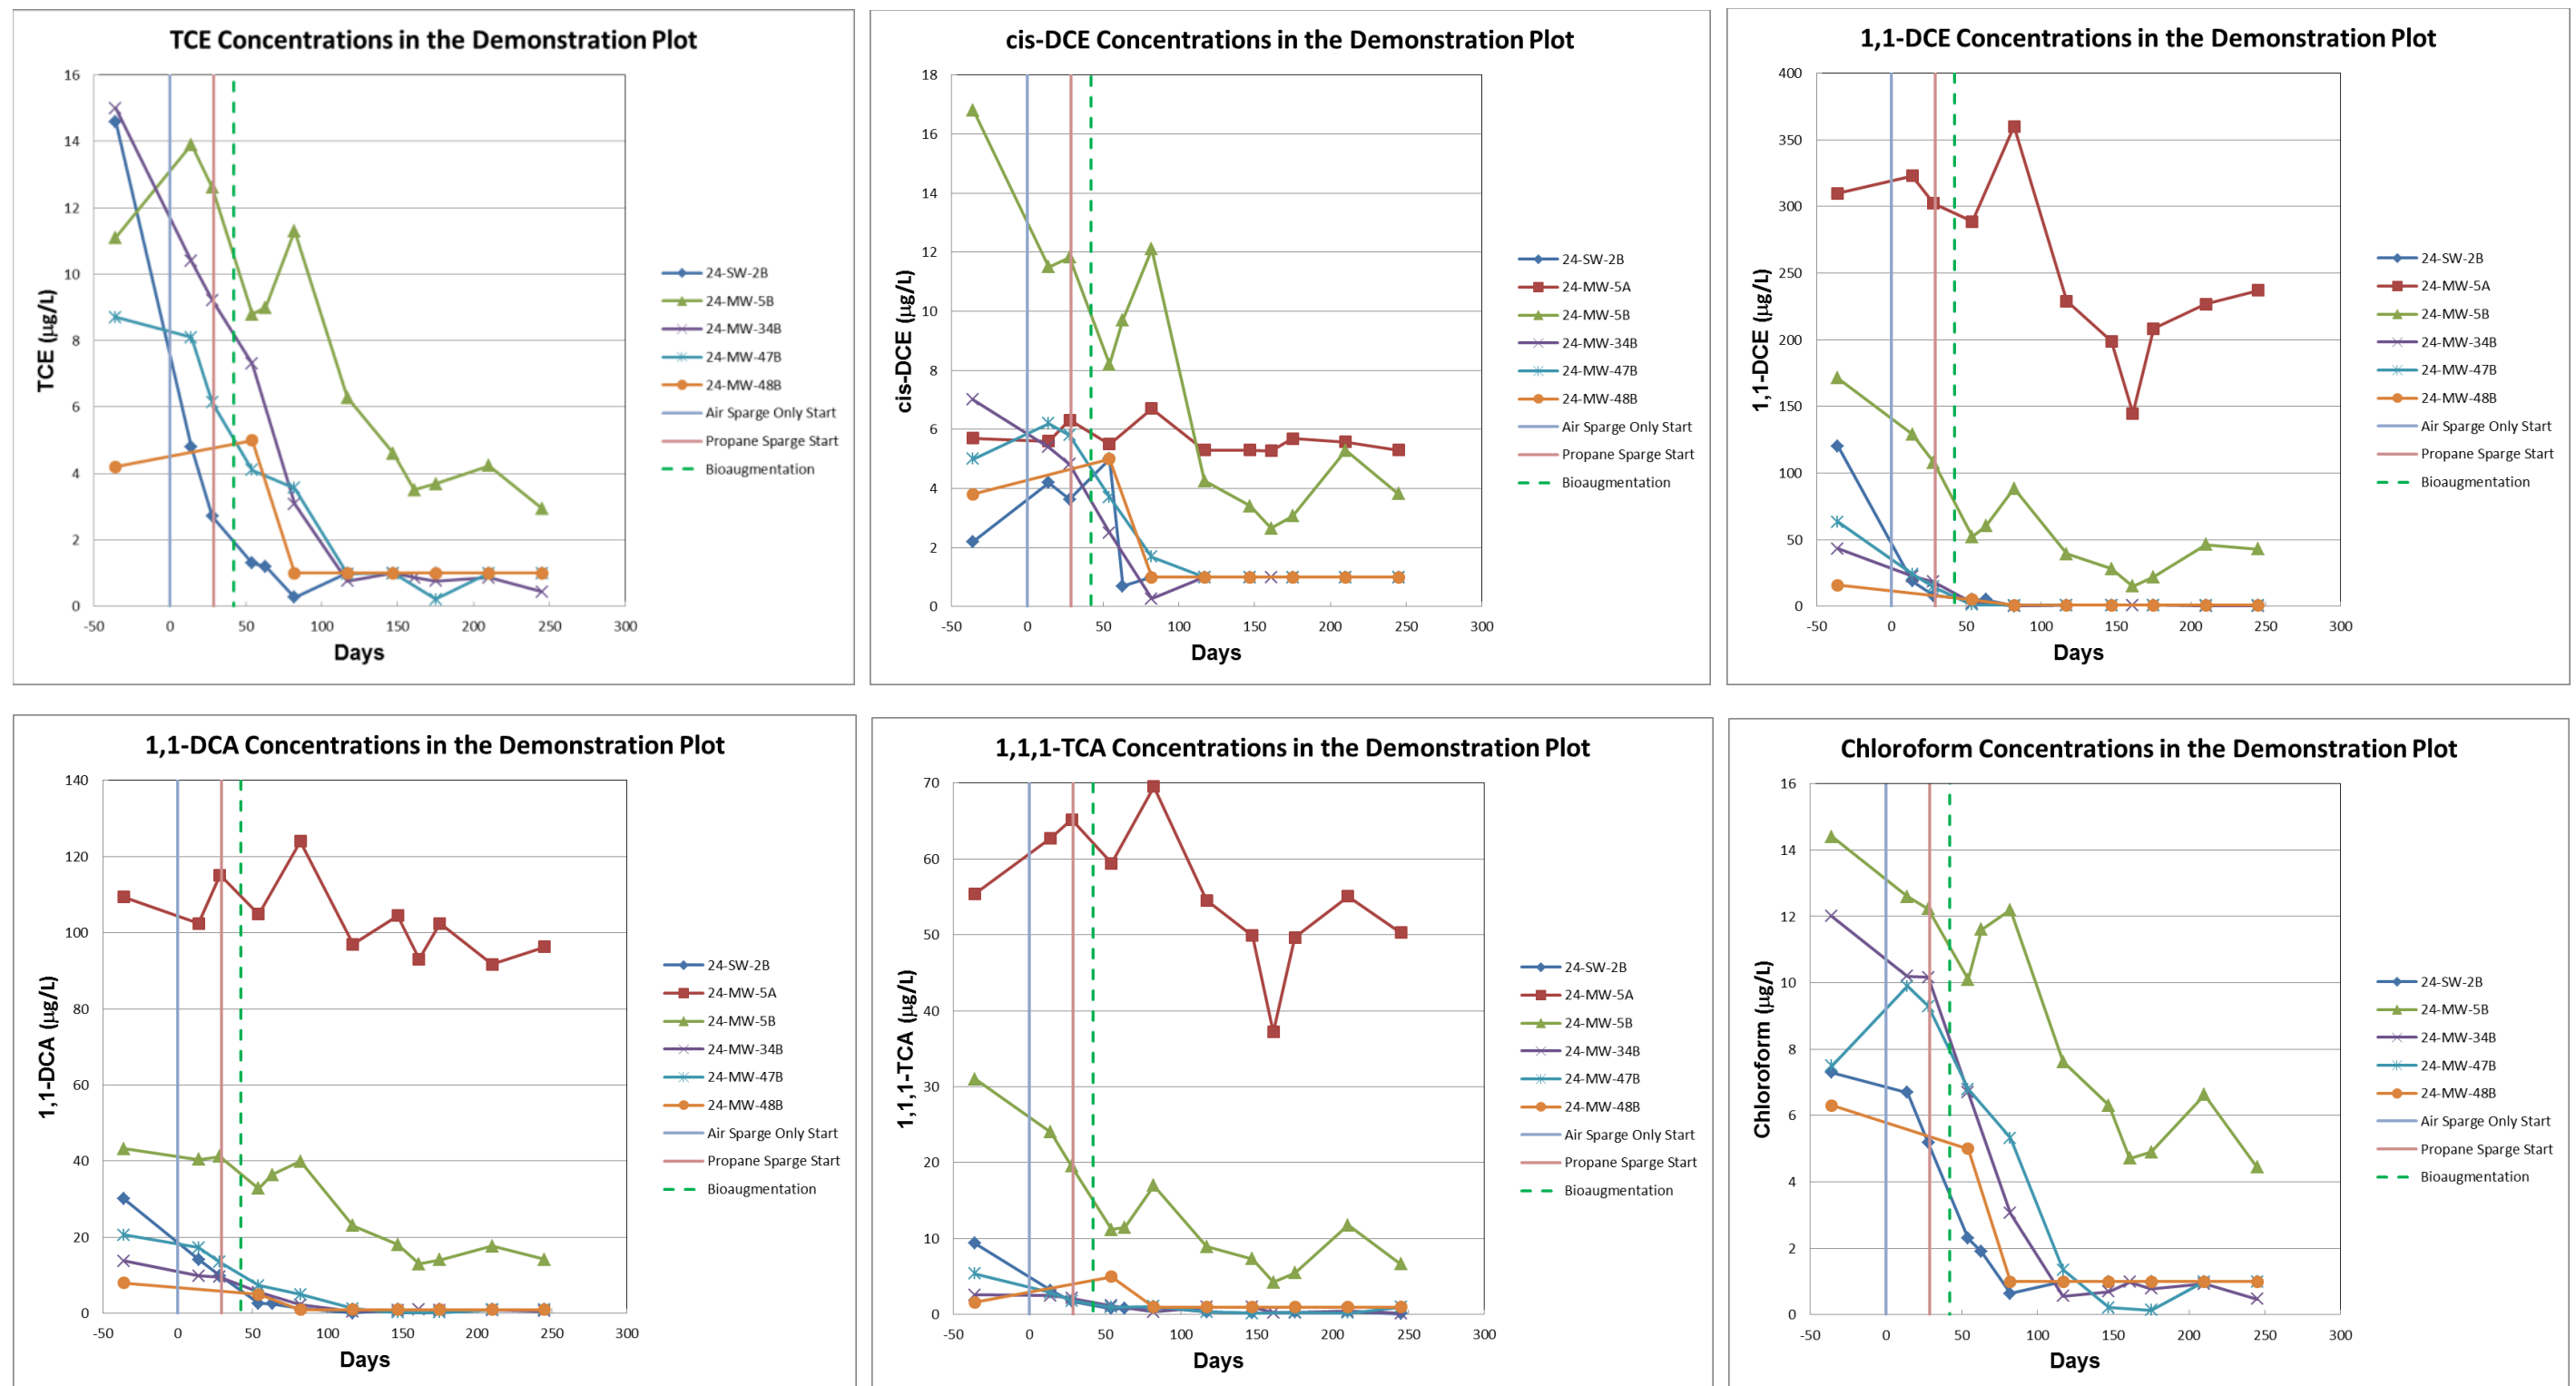 TCE Concentrations in the Demonstration Plot
TCE (µg/L)
16
14
12
10
8
6
4
2
0
-50 0 50 100 150 200 250 300
Days
24-SW-2B
24-MW-5B
24-MW-34B
24-MW-47B
24-MW-48B
Air Sparge Only Start
Propane Sparge Start
Bioaugmentation
cis-DCE Concentrations in the Demonstration Plot
cis-DCE (µg/L)
18
16
14
12
10
8
6
4
2
0
-50 0 50 100 150 200 250 300
Days
24-SW-2B
24-MW-5A
24-MW-5B
24-MW-34B
24-MW-47B
24-MW-48B
Air Sparge Only Start
Propane Sparge Start
Bioaugmentation
1,1-DCE Concentrations in the Demonstration Plot
1,1-DCE (µg/L)
400
350
300
250
200
150
100
50
0
-50 0 50 100 150 200 250 300
Days
24-SW-2B
24-MW-5A
24-MW-5B
24-MW-34B
24-MW-47B
24-MW-48B
Air Sparge Only Start
Propane Sparge Start
Bioaugmentation
1,1-DCA Concentrations in the Demonstration Plot
1,1-DCA (µg/L)
140
120
100
80
60
40
20
0
-50 0 50 100 150 200 250 300
Days
24-SW-2B
24-MW-5A
24-MW-5B
24-MW-34B
24-MW-47B
24-MW-48B
Air Sparge Only Start
Propane Sparge Start
Bioaugmentation
1,1,1-TCA Concentrations in the Demonstration Plot
1,1,1-TCA (µg/L)
70
60
50
40
30
20
10
0
-50 0 50 100 150 200 250 300
Days
24-SW-2B
24-MW-5A
24-MW-5B
24-MW-34B
24-MW-47B
24-MW-48B
Air Sparge Only Start
Propane Sparge Start
Bioaugmentation
Chloroform Concentrations in the Demonstration Plot
Chloroform (µg/L)
16
14
12
10
8
6
4
2
0
-50 0 50 100 150 200 250 300
Days
24-SW-2B
24-MW-5B
24-MW-34B
24-MW-47B
24-MW-48B
Air Sparge Only Start
Propane Sparge Start
Bioaugmentation